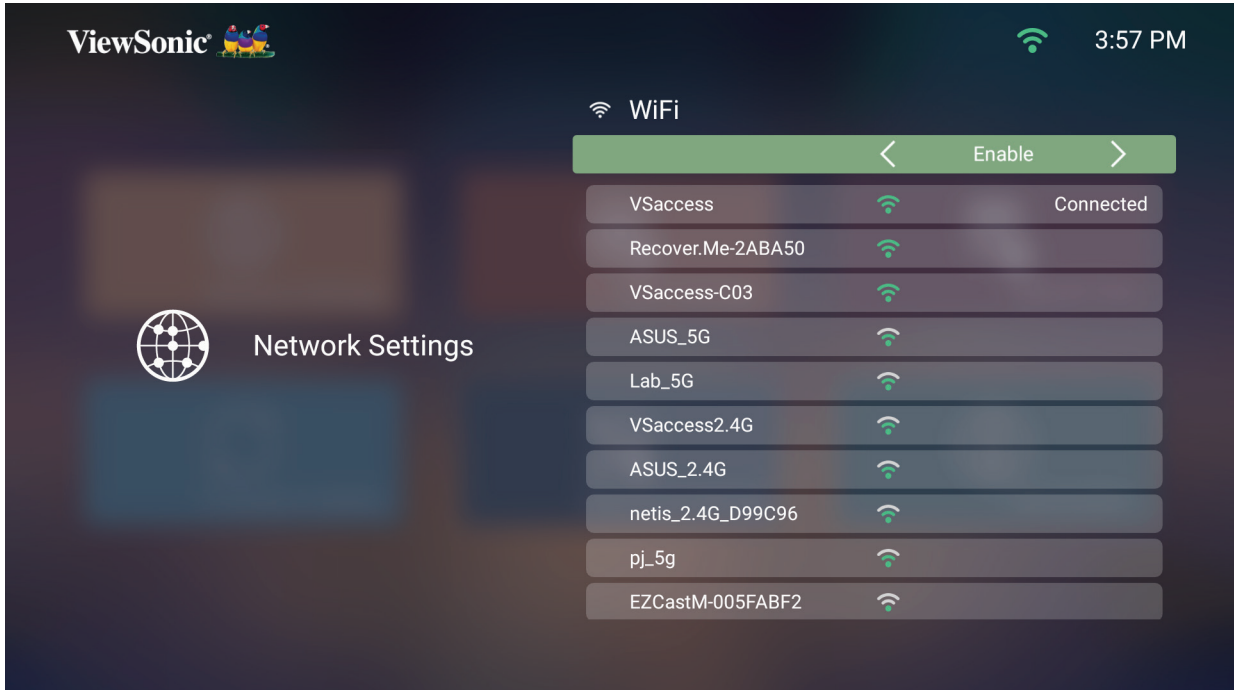 ViewSonic®
3:57 PM
WiFi
Enable
VSaccess Connected
Recover.Me-2ABA50
VSaccess-C03
ASUS_5G
Network Settings
Lab_5G
VSaccess2.4G
ASUS_2.4G
netis_2.4G_D99C96
pj_5g
EZCastM-005FABF2